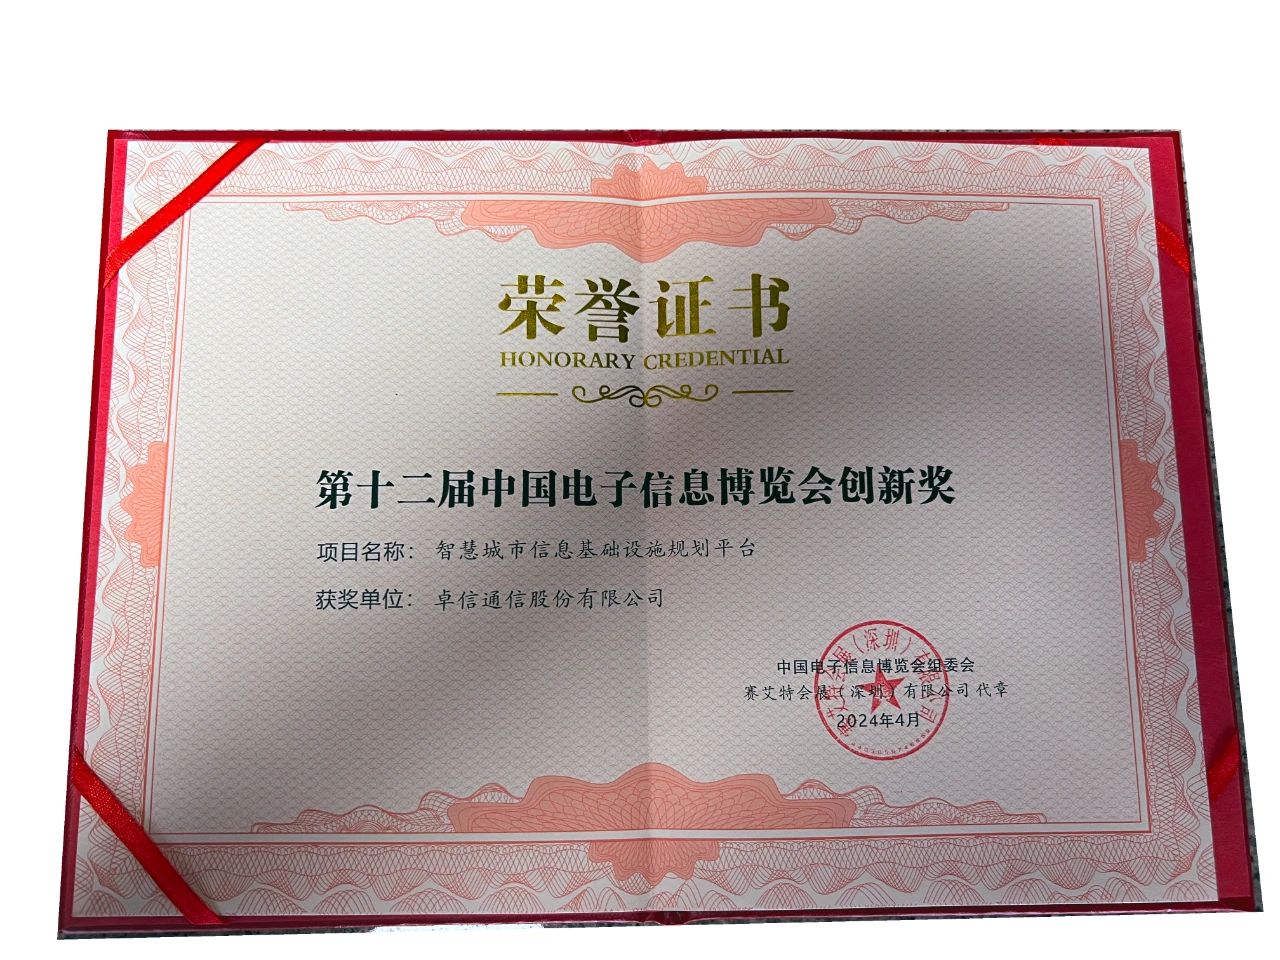 荣誉证书
HONORARY CREDENTIAL
第十二届中国电子信息博览会创新奖
项目名称：智慧城市信息基础设施规划平台
获奖单位：卓信通信股份有限公司
中国电子信息博览会组委会
赛艾特会展（深圳）有限公司 代章
2024年4月